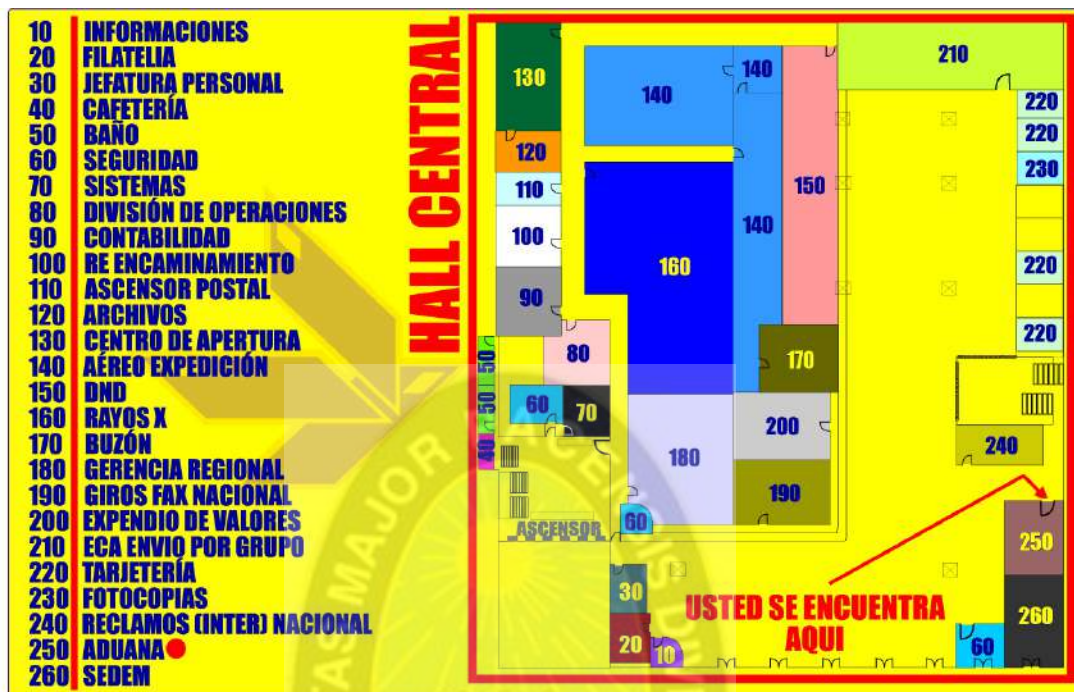 10 INFORMACIONES
20 FILATELIA
30 JEFATURA PERSONAL
40 CAFETERÍA
50 BAÑO
60 SEGURIDAD
70 SISTEMAS
80 DIVISIÓN DE OPERACIONES
90 CONTABILIDAD
100 RE ENCAMINAMIENTO
110 ASCENSOR POSTAL
120 ARCHIVOS
130 CENTRO DE APERTURA
140 AÉREO EXPEDICIÓN
150 DND
160 RAYOS X
170 BUZÓN
180 GERENCIA REGIONAL
190 GIROS FAX NACIONAL
200 EXPENDIO DE VALORES
210 ECA ENVIO POR GRUPO
220 TARJETERÍA
230 FOTOCOPIAS
240 RECLAMOS (INTER) NACIONAL
250 ADUANA
260 SEDEM
HALL CENTRAL
130
120
110
100
90
80
50
50
40
60
70
140
140
140
150
160
170
180
200
190
60
ASCENSOR
30
20
10
210
220
220
230
220
220
240
250
260
60
USTED SE ENCUENTRA
AQUI
MAJOR PACENSIS DIV